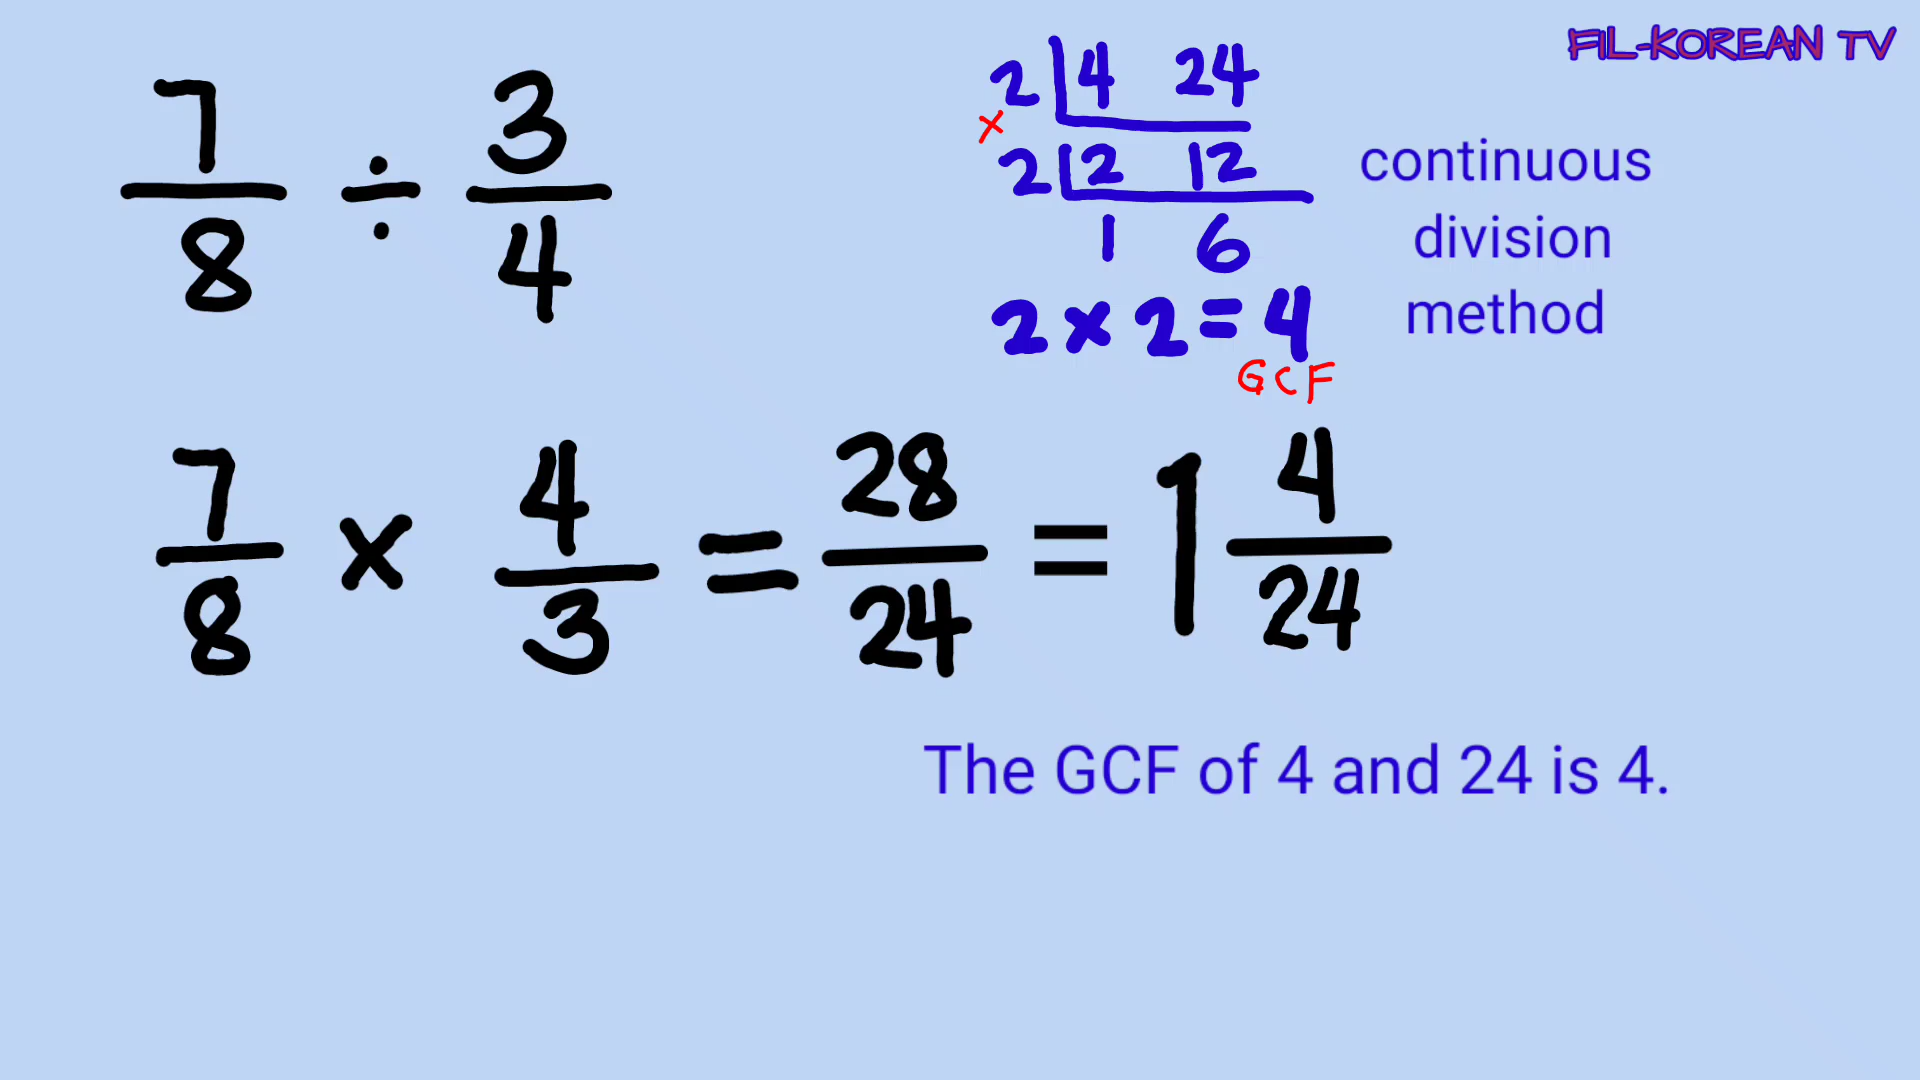 FIL-KOREAN TV
7/8 ÷ 3/4
2 | 4 24
×
2 | 2 12
1 6
2 × 2 = 4
GCF
continuous
division
method
7/8 × 4/3 = 28/24 = 1 4/24
The GCF of 4 and 24 is 4.